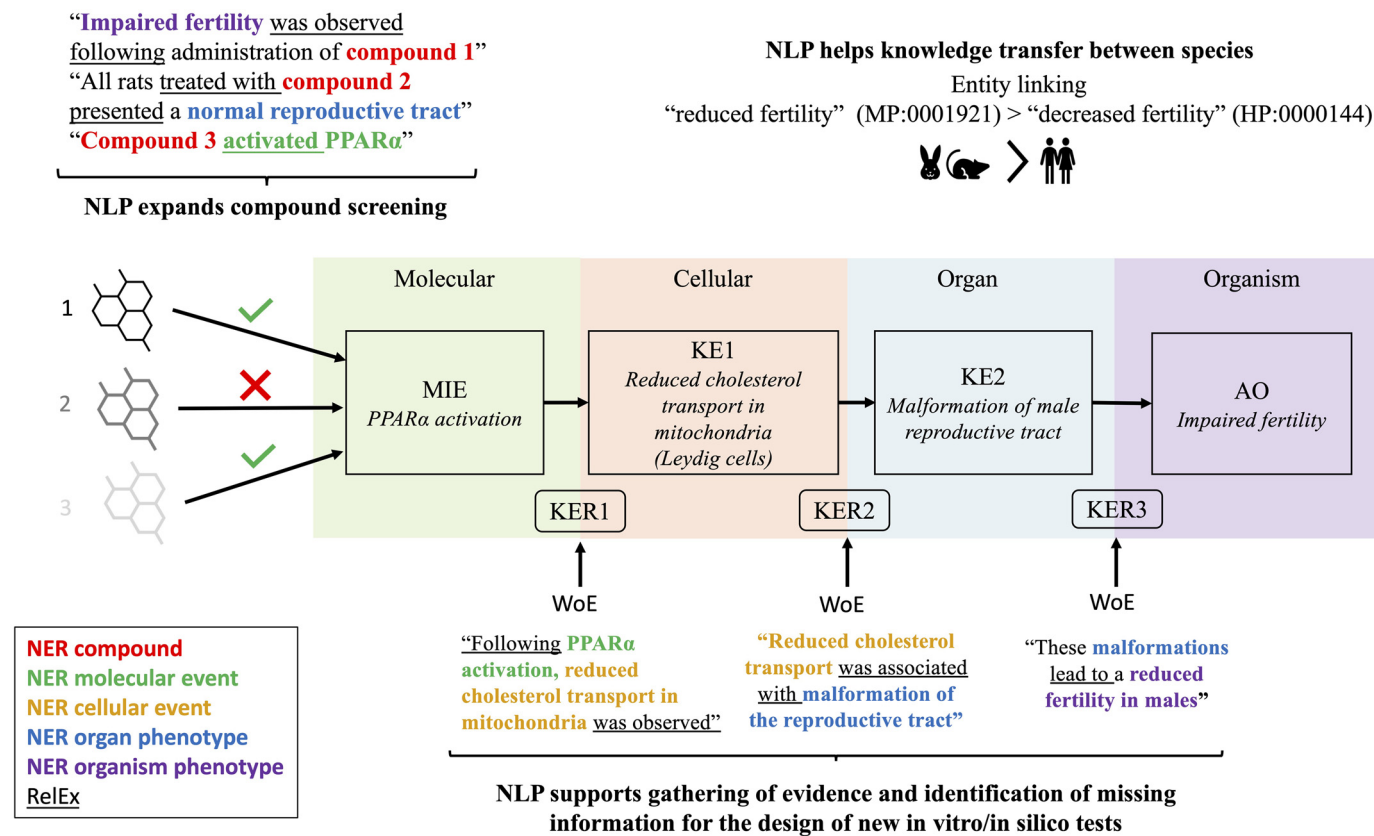 “Impaired fertility was observed
following administration of compound 1”
“All rats treated with compound 2
presented a normal reproductive tract”
“Compound 3 activated PPARα”
NLP expands compound screening
NLP helps knowledge transfer between species
Entity linking
“reduced fertility” (MP:0001921) > “decreased fertility” (HP:0000144)
Molecular
Cellular
Organ
Organism
1
2
3
MIE
PPARα activation
KE1
Reduced cholesterol
transport in
mitochondria
(Leydig cells)
KE2
Malformation of male
reproductive tract
AO
Impaired fertility
KER1
KER2
KER3
WoE
WoE
WoE
“Following PPARα
activation, reduced
cholesterol transport in
mitochondria was observed”
“Reduced cholesterol
transport was associated
with malformation of
the reproductive tract”
“These malformations
lead to a reduced
fertility in males”
NER compound
NER molecular event
NER cellular event
NER organ phenotype
NER organism phenotype
RelEx
NLP supports gathering of evidence and identification of missing
information for the design of new in vitro/in silico tests